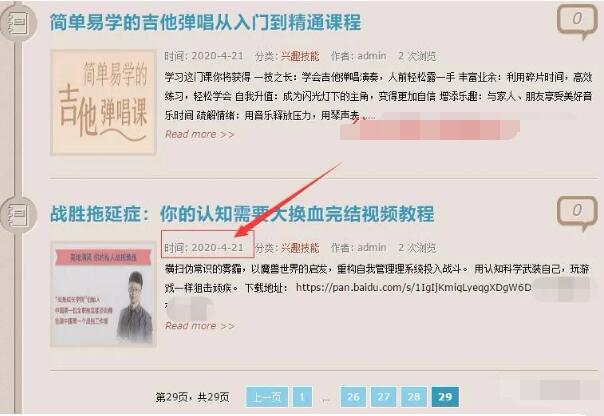 简单易学的吉他弹唱从入门到精通课程
0
简单易学的
吉他弹唱课
时间: 2020-4-21 分类: 兴趣技能 作者: admin 2 次浏览
学习这门课你将获得 一技之长: 学会吉他弹唱演奏，人前轻松露一手 丰富业余: 利用碎片时间，高效
练习，轻松学会 自我升值: 成为闪光灯下的主角，变得更加自信 增添乐趣: 与家人、朋友享受美好音
乐时间 疏解情绪: 用音乐释放压力，用琴声表……
Read more >>
战胜拖延症：你的认知需要大换血完结视频教程
0
时间: 2020-4-21 分类: 兴趣技能 作者: admin 2 次浏览
横扫伪常识的雾霾，以魔兽世界的启发，重构自我管理理系统投入战斗。 用认知科学武装自己，玩游
戏一样狙击顽疾。 下载地址: https://pan.baidu.com/s/1IgIjKmiqLyeqgXDgW6D
Read more >>
第29页，共29页 上一页 1 … 26 27 28 29